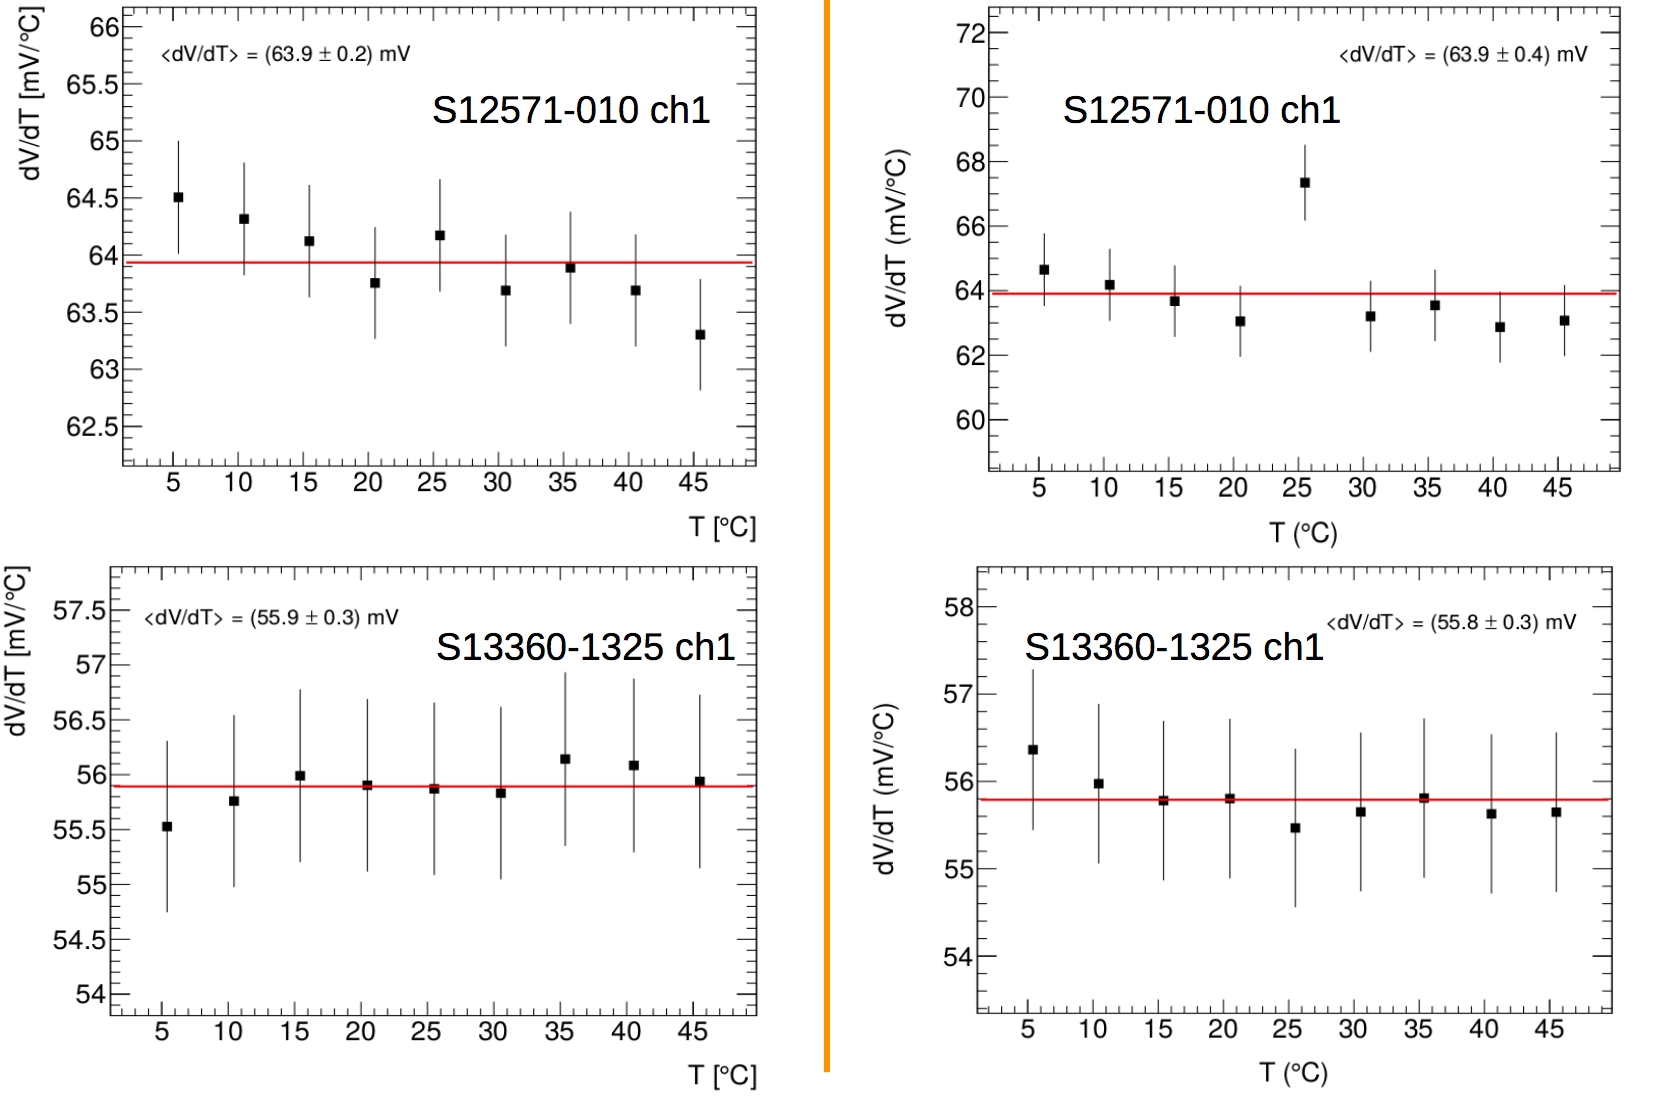 dV/dT [mV/°C]
66
65.5
65
64.5
64
63.5
63
62.5
<dV/dT> = (63.9 ± 0.2) mV
S12571-010 ch1
5 10 15 20 25 30 35 40 45
T [°C]
dV/dT (mV/°C)
72
70
68
66
64
62
60
<dV/dT> = (63.9 ± 0.4) mV
S12571-010 ch1
5 10 15 20 25 30 35 40 45
T (°C)
dV/dT [mV/°C]
57.5
57
56.5
56
55.5
55
54.5
54
<dV/dT> = (55.9 ± 0.3) mV
S13360-1325 ch1
5 10 15 20 25 30 35 40 45
T [°C]
dV/dT (mV/°C)
58
57
56
55
54
<dV/dT> = (55.8 ± 0.3) mV
S13360-1325 ch1
5 10 15 20 25 30 35 40 45
T (°C)